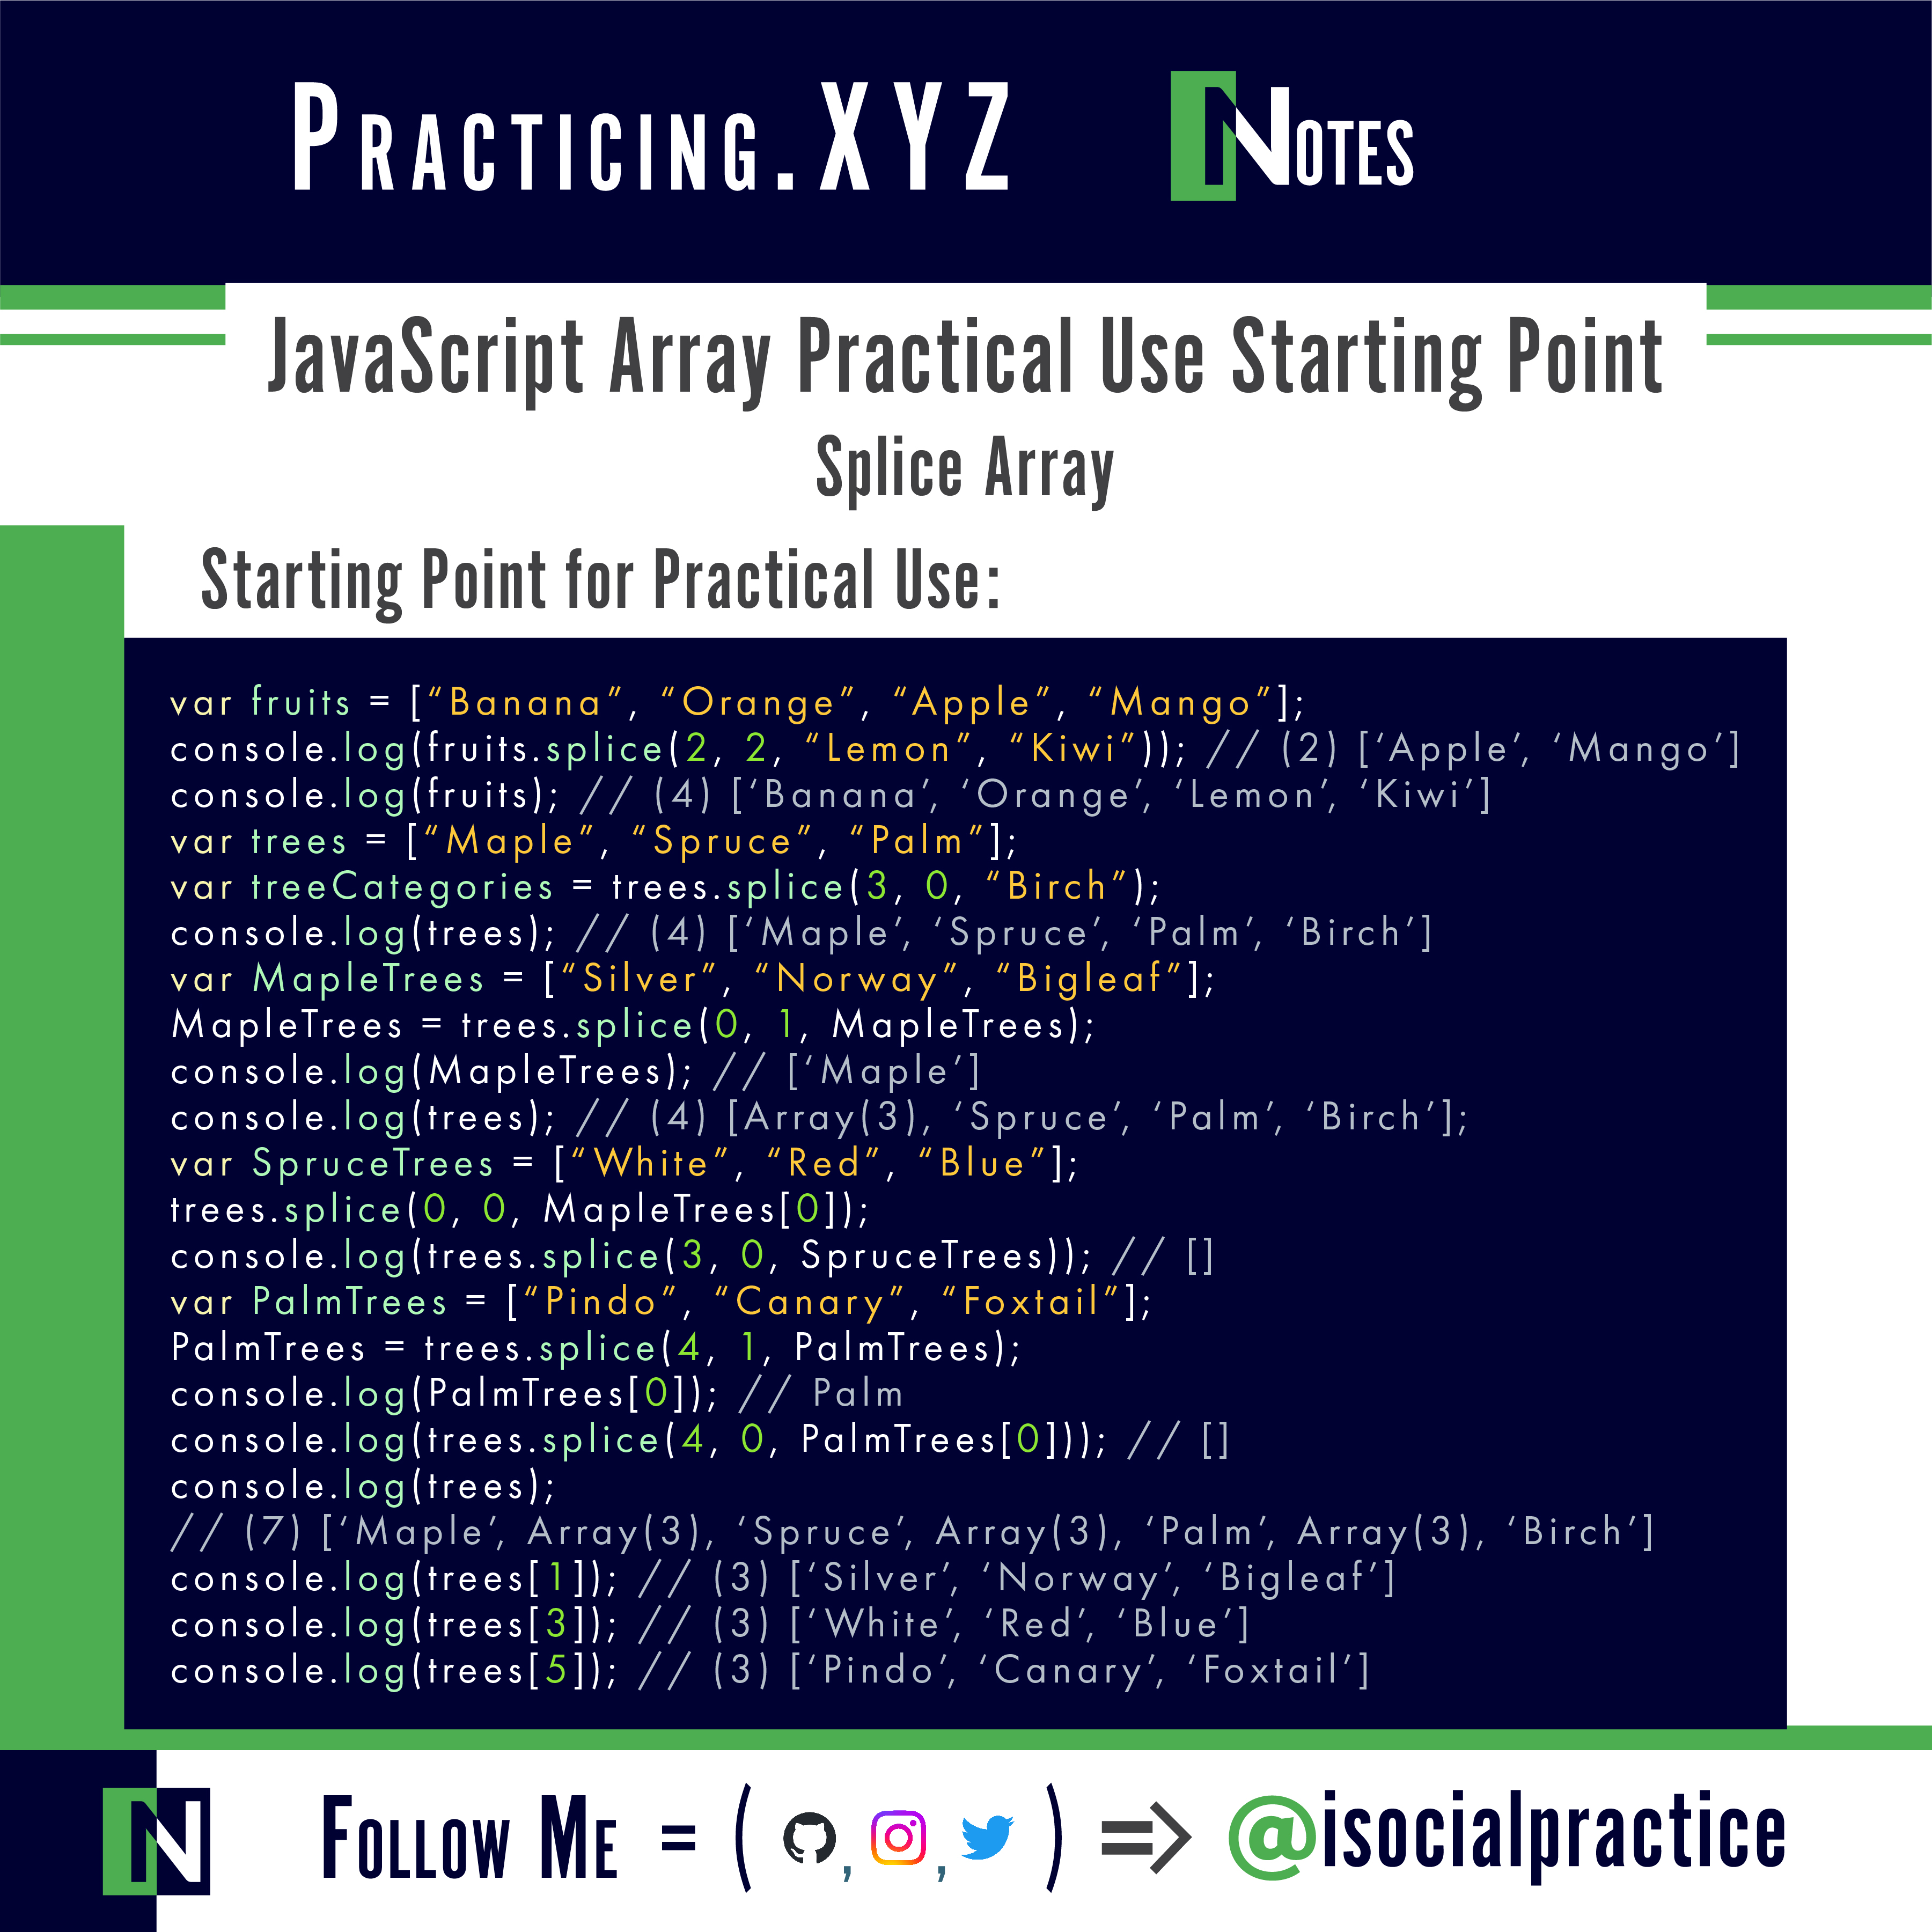 PRACTICING.XYZ NOTES
JavaScript Array Practical Use Starting Point
Splice Array
Starting Point for Practical Use:
var fruits = [“Banana”, “Orange”, “Apple”, “Mango”];
console.log(fruits.splice(2, 2, “Lemon”, “Kiwi”)); // (2) [‘Apple’, ‘Mango’]
console.log(fruits); // (4) [‘Banana’, ‘Orange’, ‘Lemon’, ‘Kiwi’]
var trees = [“Maple”, “Spruce”, “Palm”];
var treeCategories = trees.splice(3, 0, “Birch”);
console.log(trees); // (4) [‘Maple’, ‘Spruce’, ‘Palm’, ‘Birch’]
var MapleTrees = [“Silver”, “Norway”, “Bigleaf”];
MapleTrees = trees.splice(0, 1, MapleTrees);
console.log(MapleTrees); // [‘Maple’]
console.log(trees); // (4) [Array(3), ‘Spruce’, ‘Palm’, ‘Birch’];
var SpruceTrees = [“White”, “Red”, “Blue”];
trees.splice(0, 0, MapleTrees[0]);
console.log(trees.splice(3, 0, SpruceTrees)); // []
var PalmTrees = [“Pindo”, “Canary”, “Foxtail”];
PalmTrees = trees.splice(4, 1, PalmTrees);
console.log(PalmTrees[0]); // Palm
console.log(trees.splice(4, 0, PalmTrees[0])); // []
console.log(trees);
// (7) [‘Maple’, Array(3), ‘Spruce’, Array(3), ‘Palm’, Array(3), ‘Birch’]
console.log(trees[1]); // (3) [‘Silver’, ‘Norway’, ‘Bigleaf’]
console.log(trees[3]); // (3) [‘White’, ‘Red’, ‘Blue’]
console.log(trees[5]); // (3) [‘Pindo’, ‘Canary’, ‘Foxtail’]
N FOLLOW ME = ( , , ) => @isocialpractice